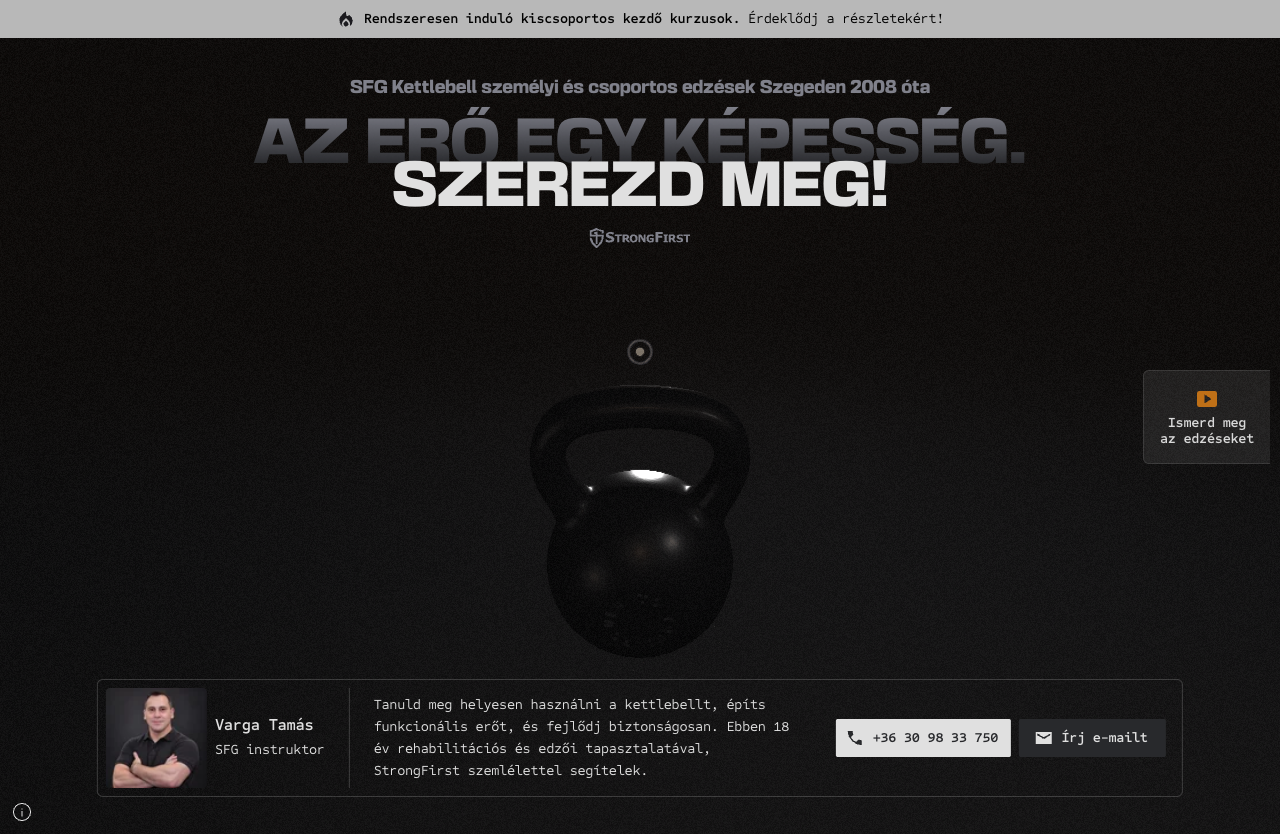 Rendszeresen induló kiscsoportos kezdő kurzusok. Érdeklődj a részletekért!
SFG Kettlebell személyi és csoportos edzések Szegeden 2008 óta
AZ ERŐ EGY KÉPESSÉG.
SZEREZD MEG!
STRONGFIRST
Ismerd meg
az edzéseket
Varga Tamás
SFG instruktor
Tanuld meg helyesen használni a kettlebellt, építs
funkcionális erőt, és fejlődj biztonságosan. Ebben 18
év rehabilitációs és edzői tapasztalatával,
StrongFirst szemlélettel segítelek.
+36 30 98 33 750
Írj e-mailt